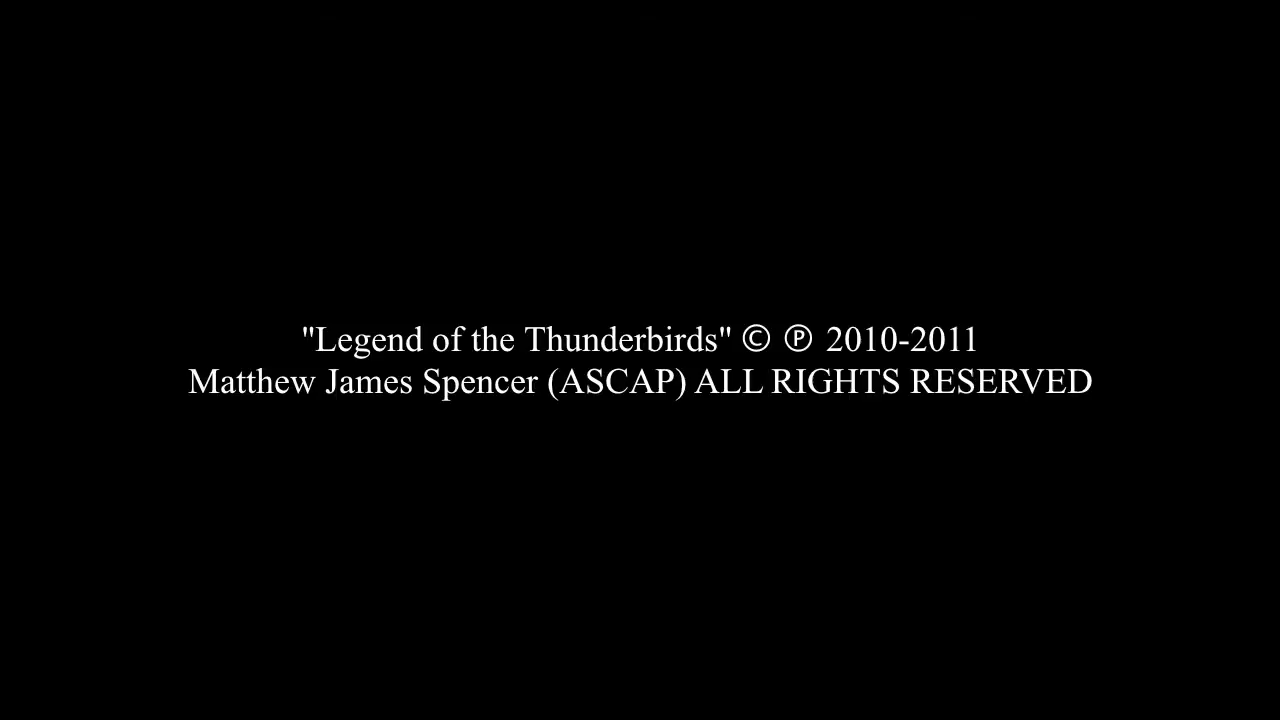 "Legend of the Thunderbirds" © ℗ 2010-2011
Matthew James Spencer (ASCAP) ALL RIGHTS RESERVED